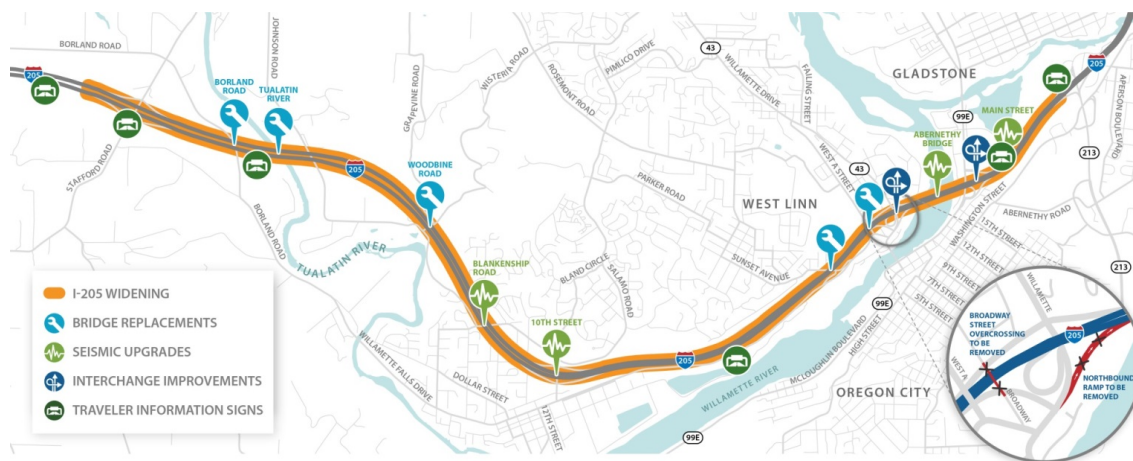 BORLAND ROAD
JOHNSON ROAD
205
STAFFORD ROAD
BORLAND
ROAD
TUALATIN
RIVER
BORLAND ROAD
GRAPEVINE ROAD
WISTERIA ROAD
ROSEMONT ROAD
PIMLICO DRIVE
43
WILLAMETTE DRIVE
FAILING STREET
WEST A STREET
GLADSTONE
99E
MAIN STREET
205
APERSON BOULEVARD
213
ABERNETHY
BRIDGE
WOODBINE
ROAD
205
PARKER ROAD
WEST LINN
43
ABERNETHY ROAD
WASHINGTON STREET
15TH STREET
12TH STREET
9TH STREET
7TH STREET
5TH STREET
TUALATIN RIVER
BLANKENSHIP
ROAD
BLAND CIRCLE
SALAMO ROAD
SUNSET AVENUE
10TH STREET
205
99E
MCLOUGHLIN BOULEVARD
HIGH STREET
WILLAMETTE RIVER
OREGON CITY
99E
WILLAMETTE FALLS DRIVE
DOLLAR STREET
12TH STREET
213
I-205 WIDENING
BRIDGE REPLACEMENTS
SEISMIC UPGRADES
INTERCHANGE IMPROVEMENTS
TRAVELER INFORMATION SIGNS
BROADWAY
STREET
OVERCROSSING
TO BE
REMOVED
WILLAMETTE
205
WEST A
BROADWAY
NORTHBOUND
RAMP TO BE
REMOVED